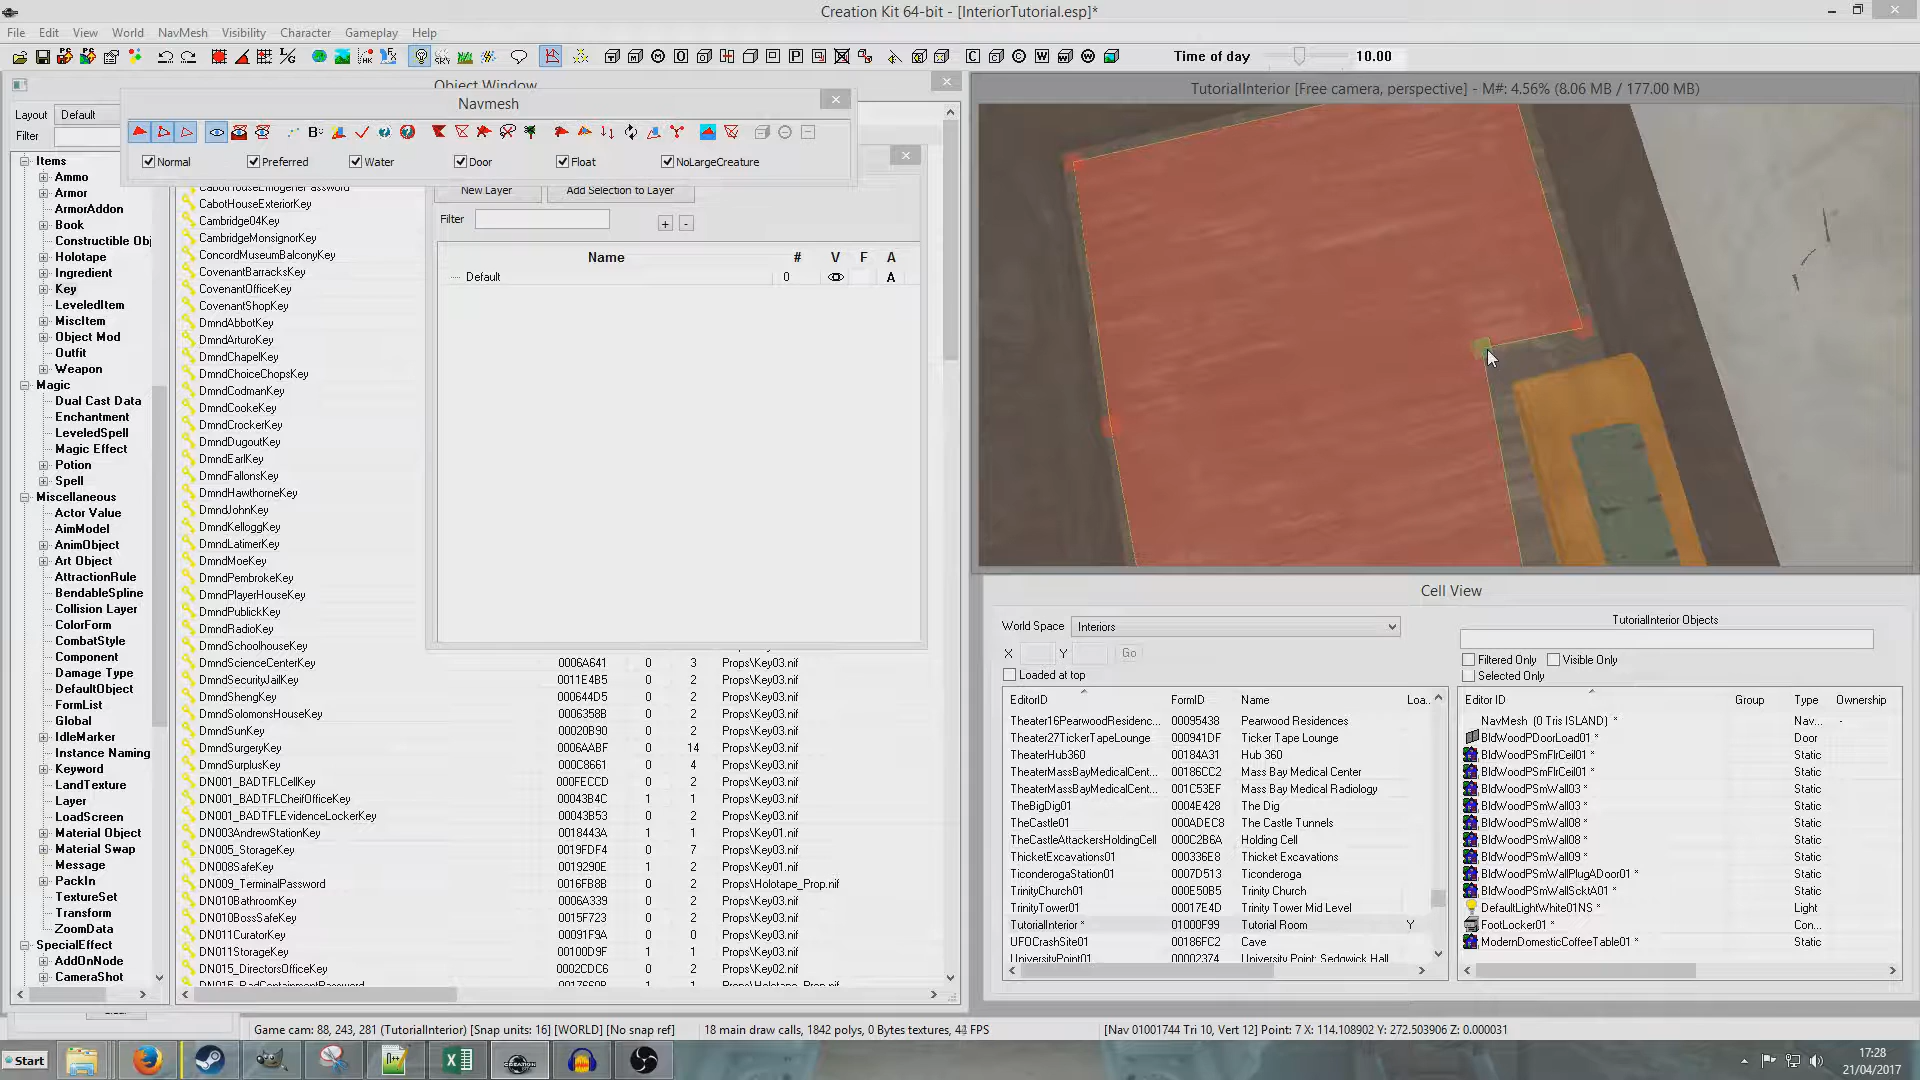 Creation Kit 64-bit - [InteriorTutorial.esp]*
File Edit View World NavMesh Visibility Character Gameplay Help
Time of day 10.00
Object Window
Navmesh
Layout Default
Filter
Normal Preferred Water Door Float NoLargeCreature
New Layer Add Selection to Layer
Filter + -
Name # V F A
Default 0 A
Items
Ammo
Armor
ArmorAddon
Book
Constructible Obj
Holotape
Ingredient
Key
LeveledItem
MiscItem
Object Mod
Outfit
Weapon
Magic
Dual Cast Data
Enchantment
LeveledSpell
Magic Effect
Potion
Spell
Miscellaneous
Actor Value
AimModel
AnimObject
Art Object
AttractionRule
BendableSpline
Collision Layer
ColorForm
CombatStyle
Component
Damage Type
DefaultObject
FormList
Global
IdleMarker
Instance Naming
Keyword
LandTexture
Layer
LoadScreen
Material Object
Material Swap
Message
PackIn
TextureSet
Transform
ZoomData
SpecialEffect
AddOnNode
CameraShot
CabotHouseExteriorKey
Cambridge04Key
CambridgeMonsignorKey
ConcordMuseumBalconyKey
CovenantBarracksKey
CovenantOfficeKey
CovenantShopKey
DmndAbbotKey
DmndArturoKey
DmndChapelKey
DmndChoiceChopsKey
DmndCodmanKey
DmndCookeKey
DmndCrockerKey
DmndDugoutKey
DmndEarlKey
DmndFallonsKey
DmndHawthorneKey
DmndJohnKey
DmndKelloggKey
DmndLatimerKey
DmndMoeKey
DmndPembrokeKey
DmndPlayerHouseKey
DmndPublickKey
DmndRadioKey
DmndSchoolhouseKey
DmndScienceCenterKey 0006A641 0 3 Props\Key03.nif
DmndSecurityJailKey 0011E4B5 0 2 Props\Key03.nif
DmndShengKey 000644D5 0 2 Props\Key03.nif
DmndSolomonsHouseKey 0006358B 0 2 Props\Key03.nif
DmndSunKey 00020B90 0 2 Props\Key03.nif
DmndSurgeryKey 0006AABF 0 14 Props\Key03.nif
DmndSurplusKey 000C8661 0 4 Props\Key03.nif
DN001_BADTFLCellKey 000FECCD 0 2 Props\Key03.nif
DN001_BADTFLCheifOfficeKey 00043B4C 1 1 Props\Key03.nif
DN001_BADTFLEvidenceLockerKey 00043B53 0 2 Props\Key03.nif
DN003AndrewStationKey 0018443A 1 1 Props\Key03.nif
DN005_StorageKey 0019FDF4 0 7 Props\Key03.nif
DN008SafeKey 0019290E 1 2 Props\Key01.nif
DN009_TerminalPassword 0016FB8B 0 2 Props\Holotape_Prop.nif
DN010BathroomKey 0006A339 0 2 Props\Key03.nif
DN010BossSafeKey 0015F723 0 2 Props\Key03.nif
DN011CuratorKey 00091F9A 0 0 Props\Key03.nif
DN011StorageKey 00100D9F 1 1 Props\Key03.nif
DN015_DirectorsOfficeKey 0002CDC6 0 2 Props\Key02.nif
TutorialInterior [Free camera, perspective] - M#: 4.56% (8.06 MB / 177.00 MB)
Cell View
World Space Interiors
X Y Go
Loaded at top
EditorID FormID Name Loa..
Theater16PearwoodResidenc... 00095438 Pearwood Residences
Theater27TickerTapeLounge 000941DF Ticker Tape Lounge
TheaterHub360 00184A31 Hub 360
TheaterMassBayMedicalCent... 00186CC2 Mass Bay Medical Center
TheaterMassBayMedicalCent... 001C53EF Mass Bay Medical Radiology
TheBigDig01 0004E428 The Dig
TheCastle01 000ADEC8 The Castle Tunnels
TheCastleAttackersHoldingCell 000C2B6A Holding Cell
ThicketExcavations01 000336E8 Thicket Excavations
TiconderogaStation01 0007D513 Ticonderoga
TrinityChurch01 000E50B5 Trinity Church
TrinityTower01 00017E4D Trinity Tower Mid Level
TutorialInterior * 01000F99 Tutorial Room Y
UFOCrashSite01 00186FC2 Cave
UniversityPoint01 00002374 University Point: Sedgwick Hall
TutorialInterior Objects
Filtered Only Visible Only
Selected Only
Editor ID Group Type Ownership
NavMesh (0 Tris ISLAND) * Nav... -
BldWoodPDoorLoad01 * Door
BldWoodPSmFlrCeil01 * Static
BldWoodPSmFlrCeil01 * Static
BldWoodPSmWall03 * Static
BldWoodPSmWall03 * Static
BldWoodPSmWall08 * Static
BldWoodPSmWall08 * Static
BldWoodPSmWall09 * Static
BldWoodPSmWallPlugADoor01 * Static
BldWoodPSmWallScktA01 * Static
DefaultLightWhite01NS * Light
FootLocker01 * Con...
ModernDomesticCoffeeTable01 * Static
Game cam: 88, 243, 281 (TutorialInterior) [Snap units: 16] [WORLD] [No snap ref] 18 main draw calls, 1842 polys, 0 Bytes textures, 44 FPS [Nav 01001744 Tri 10, Vert 12] Point: 7 X: 114.108902 Y: 272.503906 Z: 0.000031
Start
17:28
21/04/2017